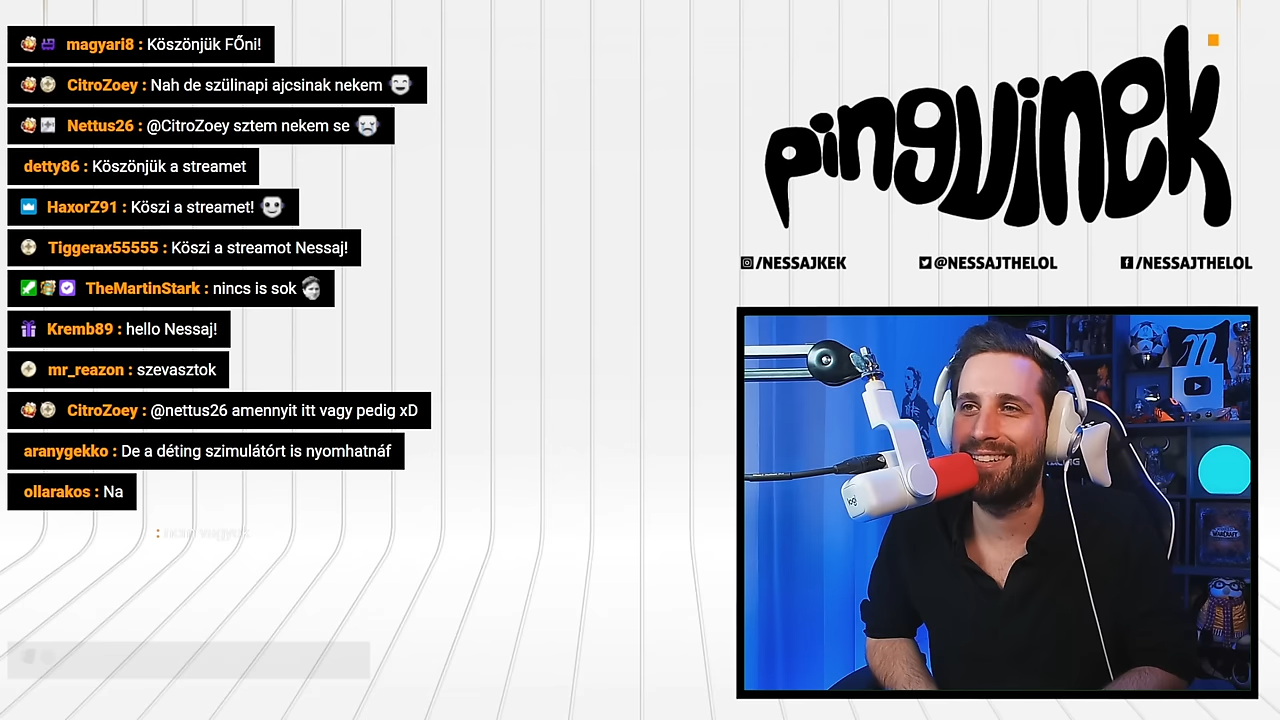 magyari8 : Köszönjük FŐni!
CitroZoey : Nah de szülinapi ajcsinak nekem
Nettus26 : @CitroZoey sztem nekem se
detty86 : Köszönjük a streamet
HaxorZ91 : Köszi a streamet!
Tiggerax55555 : Köszi a streamot Nessaj!
TheMartinStark : nincs is sok
Kremb89 : hello Nessaj!
mr_reazon : szevasztok
CitroZoey : @nettus26 amennyit itt vagy pedig xD
aranygekko : De a déting szimulátórt is nyomhatnáf
ollarakos : Na
pingvinek
/NESSAJKEK
@NESSAJTHELOL
/NESSAJTHELOL
n
logi